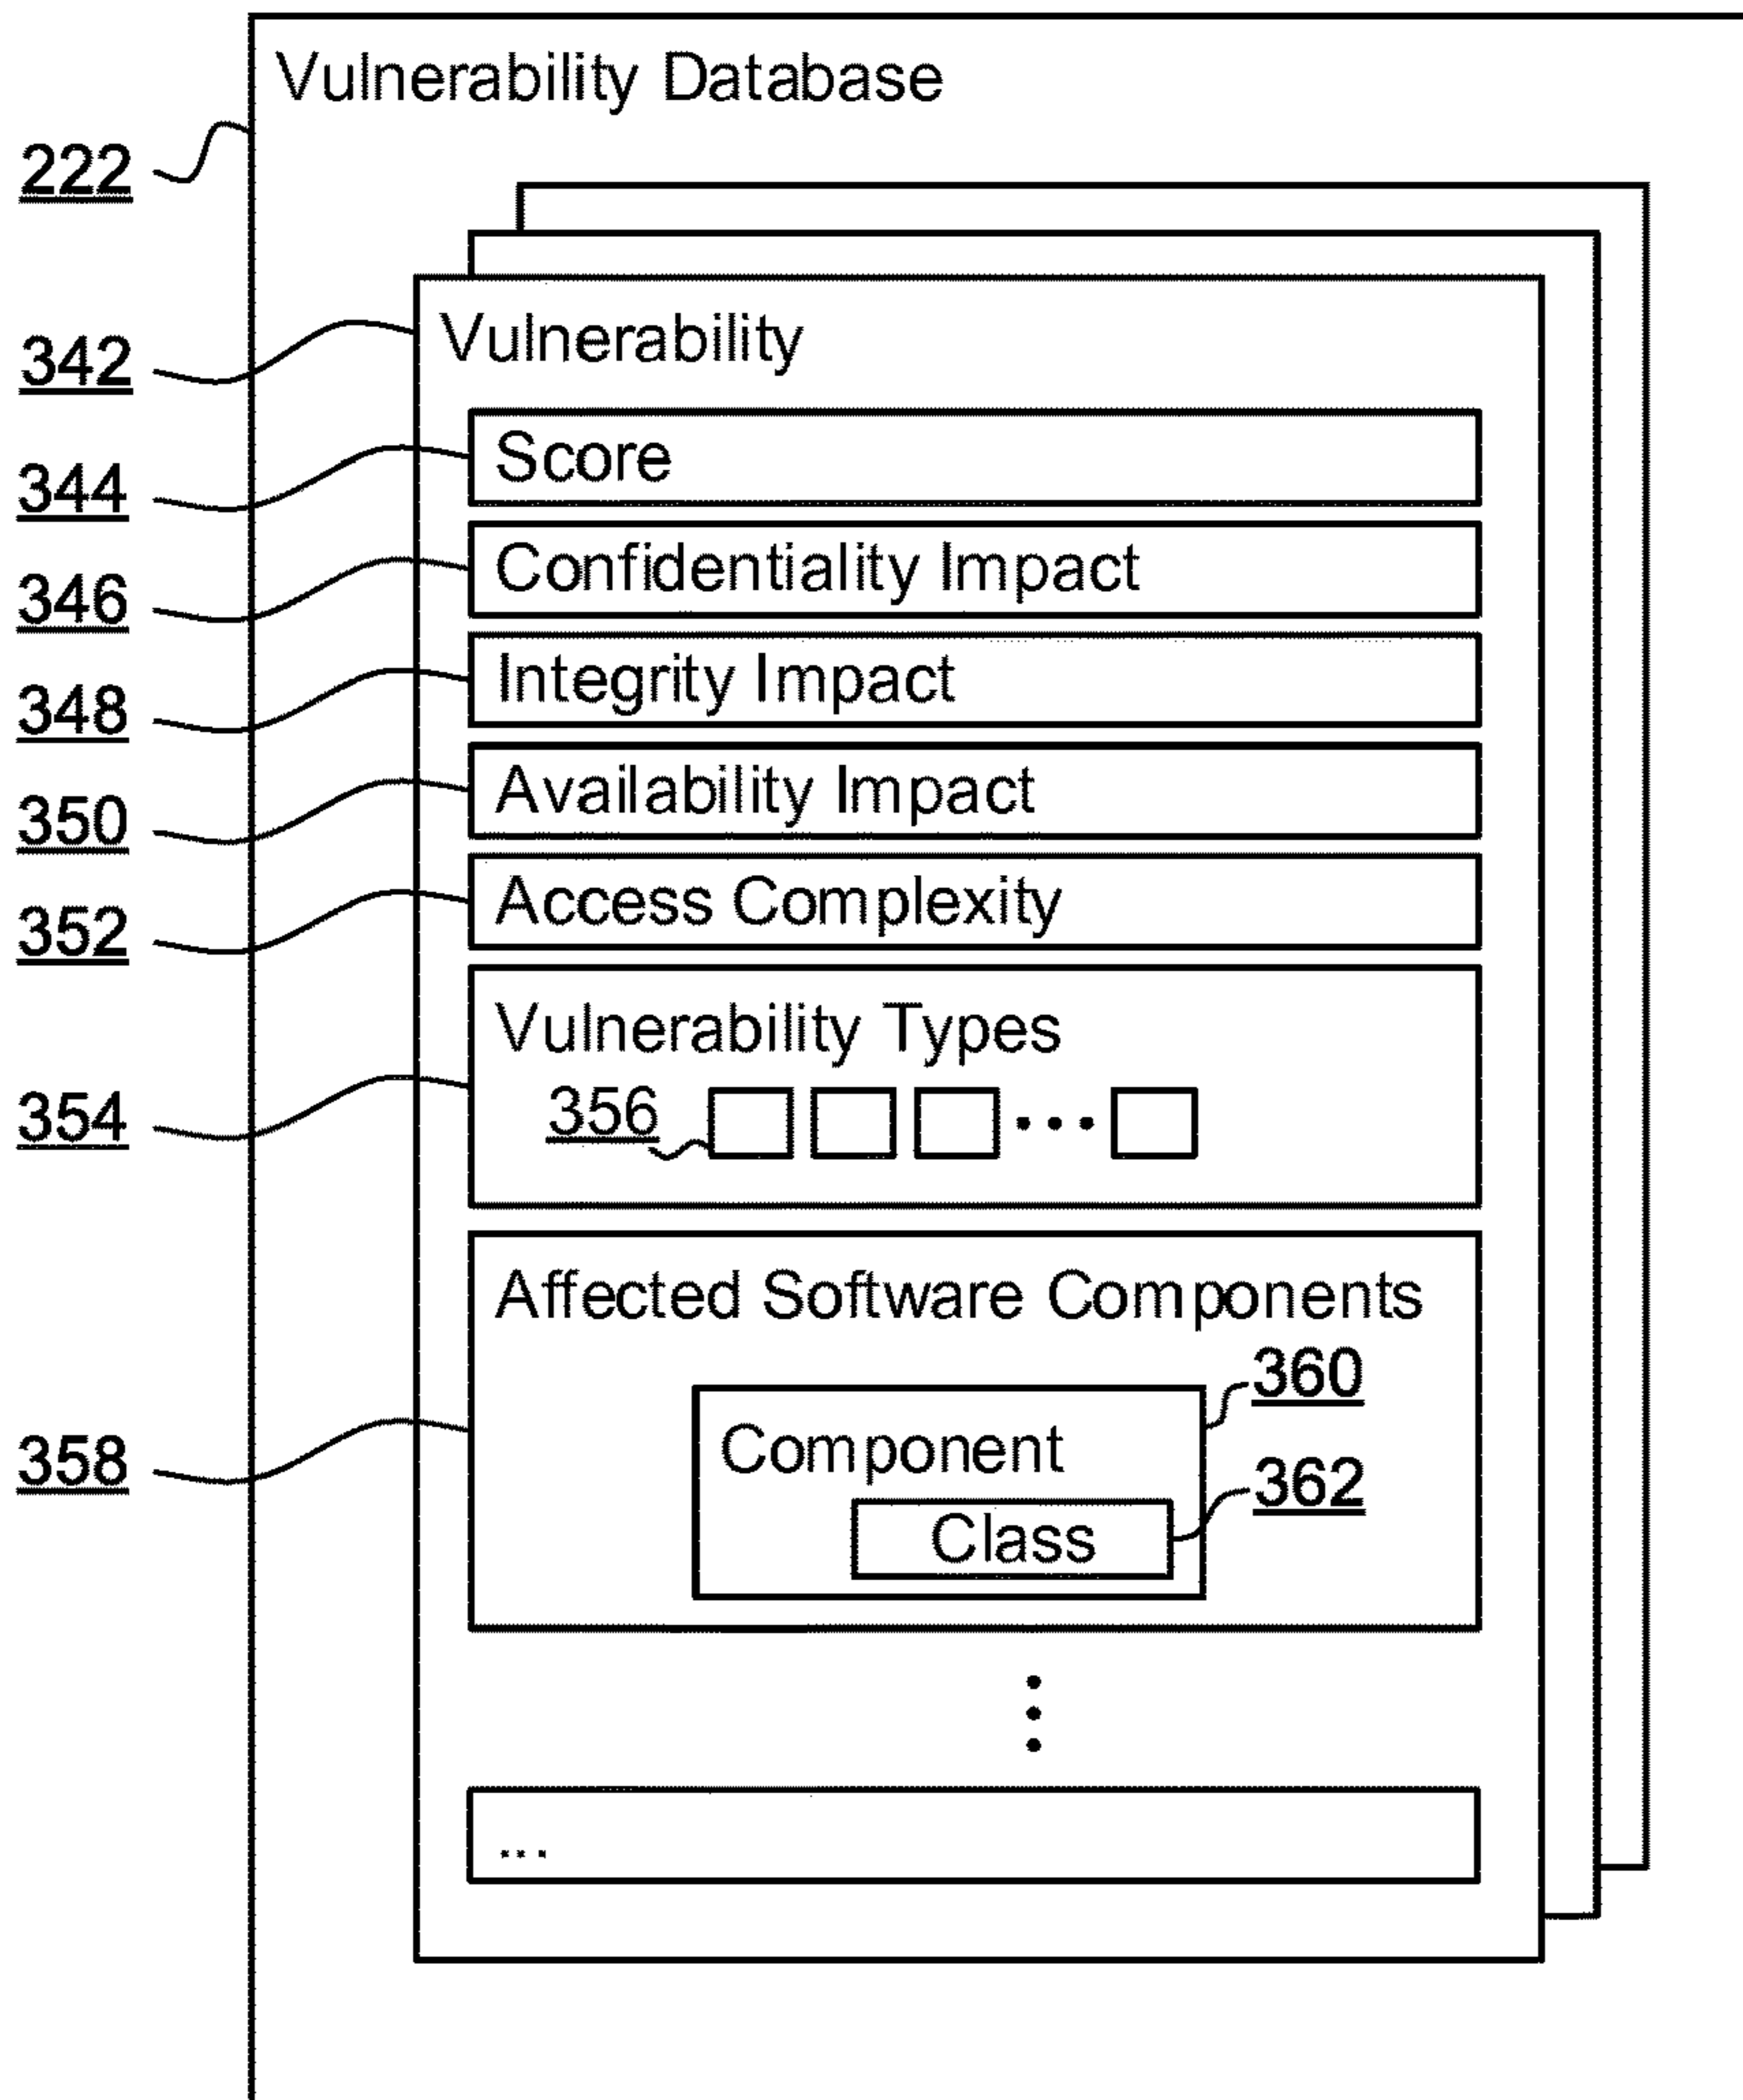 Vulnerability Database
222
342 Vulnerability
344 Score
346 Confidentiality Impact
348 Integrity Impact
350 Availability Impact
352 Access Complexity
Vulnerability Types
354 356 ...
Affected Software Components
360
358 Component
362
Class
...